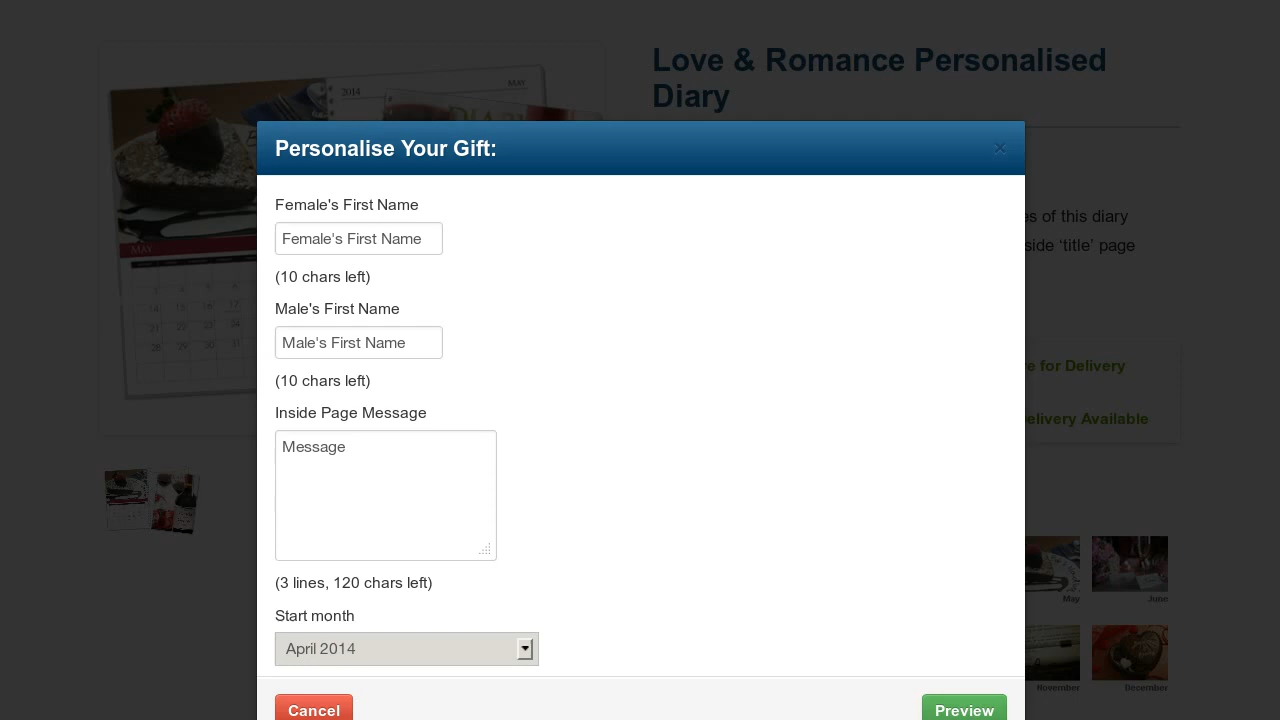 Love & Romance Personalised
Diary
MAY
2014
Personalise Your Gift:
×
Female's First Name
Female's First Name
(10 chars left)
Male's First Name
Male's First Name
(10 chars left)
Inside Page Message
Message
(3 lines, 120 chars left)
Start month
April 2014
Cancel
Preview
es of this diary
side ‘title’ page
e for Delivery
Delivery Available
MAY
May
June
November
December